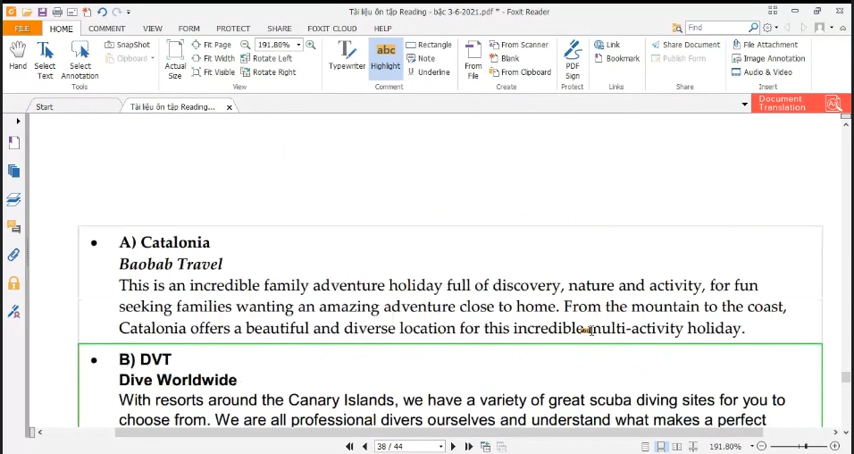 Tài liệu ôn tập Reading - bậc 3-6-2021.pdf * - Foxit Reader
FILE HOME COMMENT VIEW FORM PROTECT SHARE FOXIT CLOUD HELP Find
SnapShot Fit Page 191.80% Rectangle From Scanner Link Share Document File Attachment
Clipboard Fit Width Rotate Left Note Blank Bookmark Publish Form Image Annotation
Hand Select Text Select Annotation Actual Size Fit Visible Rotate Right Typewriter Highlight Underline From File From Clipboard PDF Sign Audio & Video
Tools View Comment Create Protect Links Share Insert
Start Tài liệu ôn tập Reading... Document Translation
• A) Catalonia
Baobab Travel
This is an incredible family adventure holiday full of discovery, nature and activity, for fun
seeking families wanting an amazing adventure close to home. From the mountain to the coast,
Catalonia offers a beautiful and diverse location for this incredible multi-activity holiday.
• B) DVT
Dive Worldwide
With resorts around the Canary Islands, we have a variety of great scuba diving sites for you to
choose from. We are all professional divers ourselves and understand what makes a perfect
38 / 44 191.80%